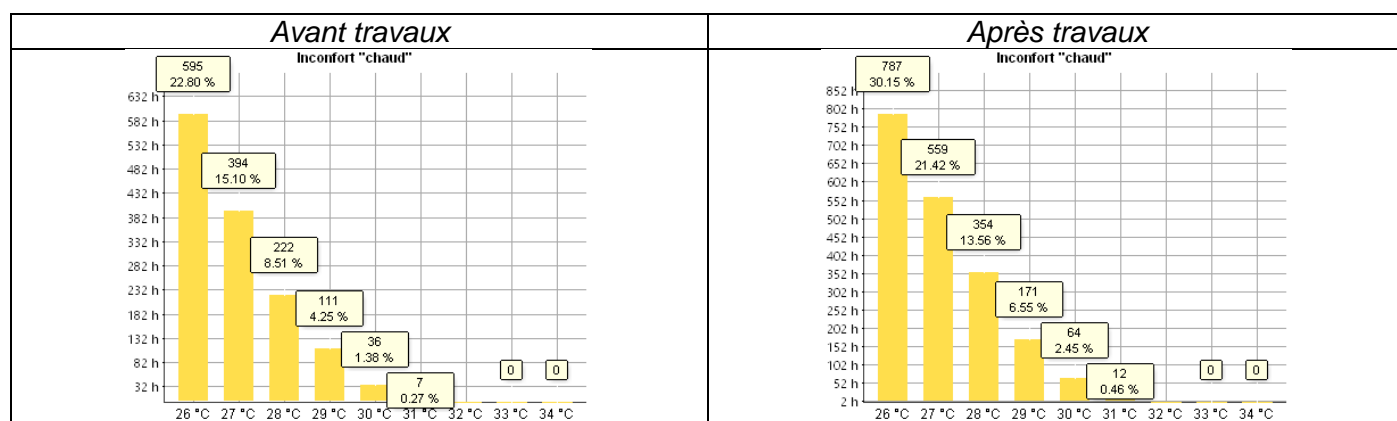 Avant travaux
Inconfort "chaud"
595
22.80 %
394
15.10 %
222
8.51 %
111
4.25 %
36
1.38 %
7
0.27 %
0
0
632 h
582 h
532 h
482 h
432 h
382 h
332 h
282 h
232 h
182 h
132 h
82 h
32 h
26 °C 27 °C 28 °C 29 °C 30 °C 31 °C 32 °C 33 °C 34 °C
Après travaux
Inconfort "chaud"
787
30.15 %
559
21.42 %
354
13.56 %
171
6.55 %
64
2.45 %
12
0.46 %
0
0
852 h
802 h
752 h
702 h
652 h
602 h
552 h
502 h
452 h
402 h
352 h
302 h
252 h
202 h
152 h
102 h
52 h
2 h
26 °C 27 °C 28 °C 29 °C 30 °C 31 °C 32 °C 33 °C 34 °C